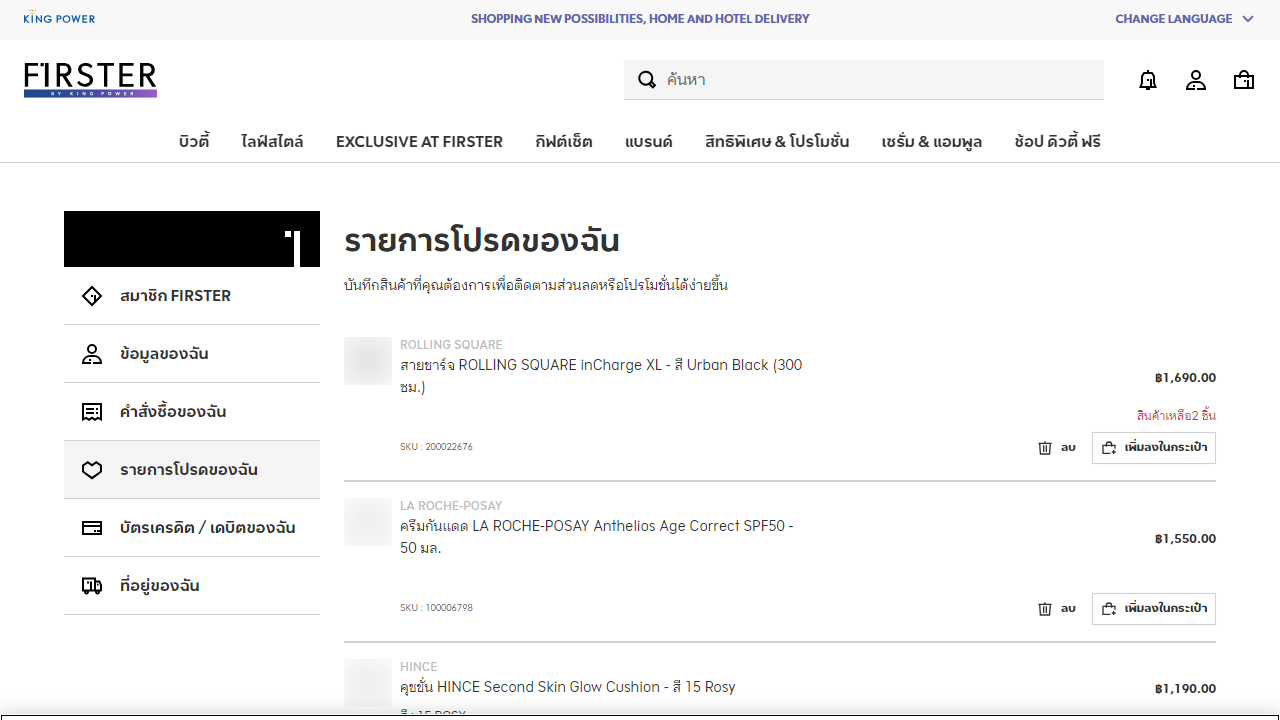 KING POWER
SHOPPING NEW POSSIBILITIES, HOME AND HOTEL DELIVERY
CHANGE LANGUAGE
FIRSTER
BY KING POWER
ค้นหา
บิวตี้
ไลฟ์สไตล์
EXCLUSIVE AT FIRSTER
กิฟต์เซ็ต
แบรนด์
สิทธิพิเศษ & โปรโมชั่น
เซรั่ม & แอมพูล
ช้อป ดิวตี้ ฟรี
สมาชิก FIRSTER
ข้อมูลของฉัน
คำสั่งซื้อของฉัน
รายการโปรดของฉัน
บัตรเครดิต / เดบิตของฉัน
ที่อยู่ของฉัน
รายการโปรดของฉัน
บันทึกสินค้าที่คุณต้องการเพื่อติดตามส่วนลดหรือโปรโมชั่นได้ง่ายขึ้น
ROLLING SQUARE
สายชาร์จ ROLLING SQUARE inCharge XL - สี Urban Black (300
ซม.)
฿1,690.00
สินค้าเหลือ2 ชิ้น
SKU : 200022676
ลบ
เพิ่มลงในกระเป๋า
LA ROCHE-POSAY
ครีมกันแดด LA ROCHE-POSAY Anthelios Age Correct SPF50 -
50 มล.
฿1,550.00
SKU : 100006798
ลบ
เพิ่มลงในกระเป๋า
HINCE
คุชชั่น HINCE Second Skin Glow Cushion - สี 15 Rosy
฿1,190.00
สี : 15 ROSY